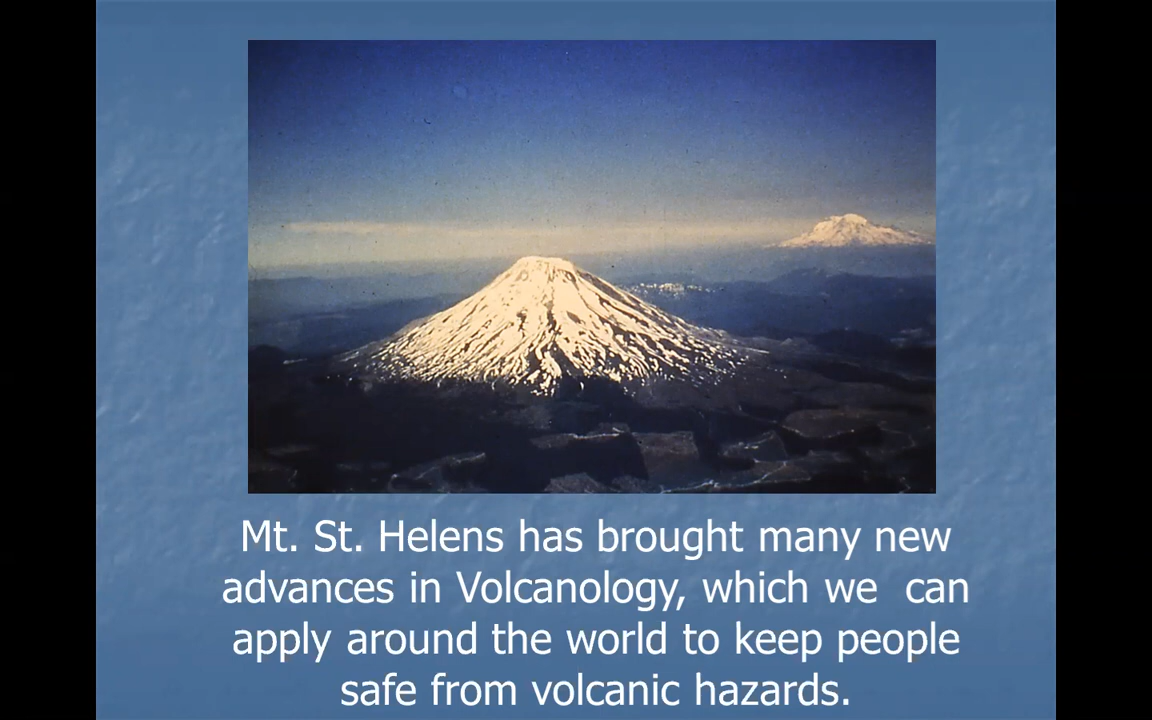 Mt. St. Helens has brought many new
advances in Volcanology, which we  can
apply around the world to keep people
safe from volcanic hazards.